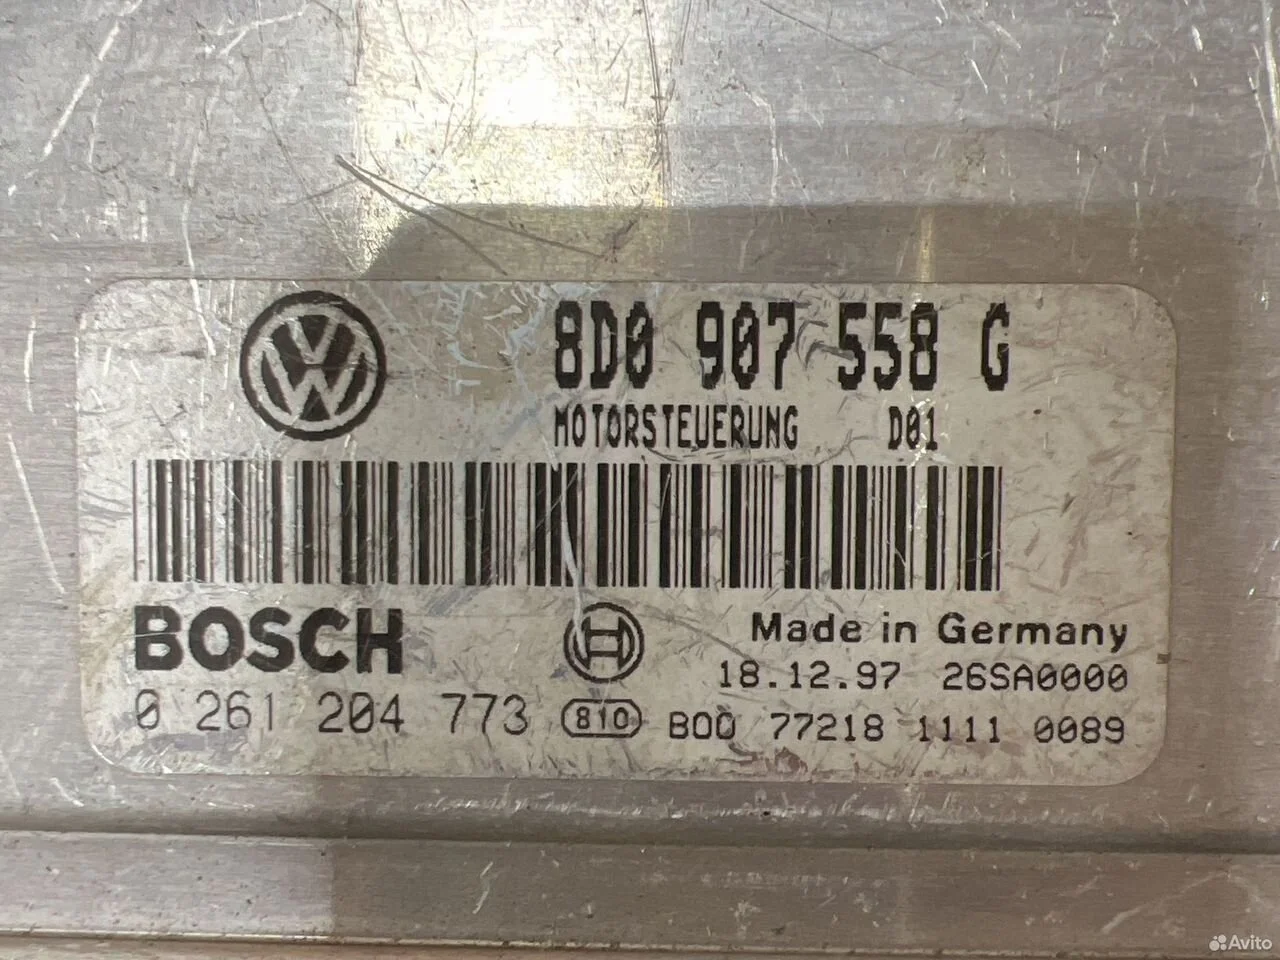 8D0 907 558 G
MOTORSTEUERUNG D01
BOSCH
Made in Germany
18.12.97 26SA0000
0 261 204 773 810 B00 77218 1111 0089
Avito